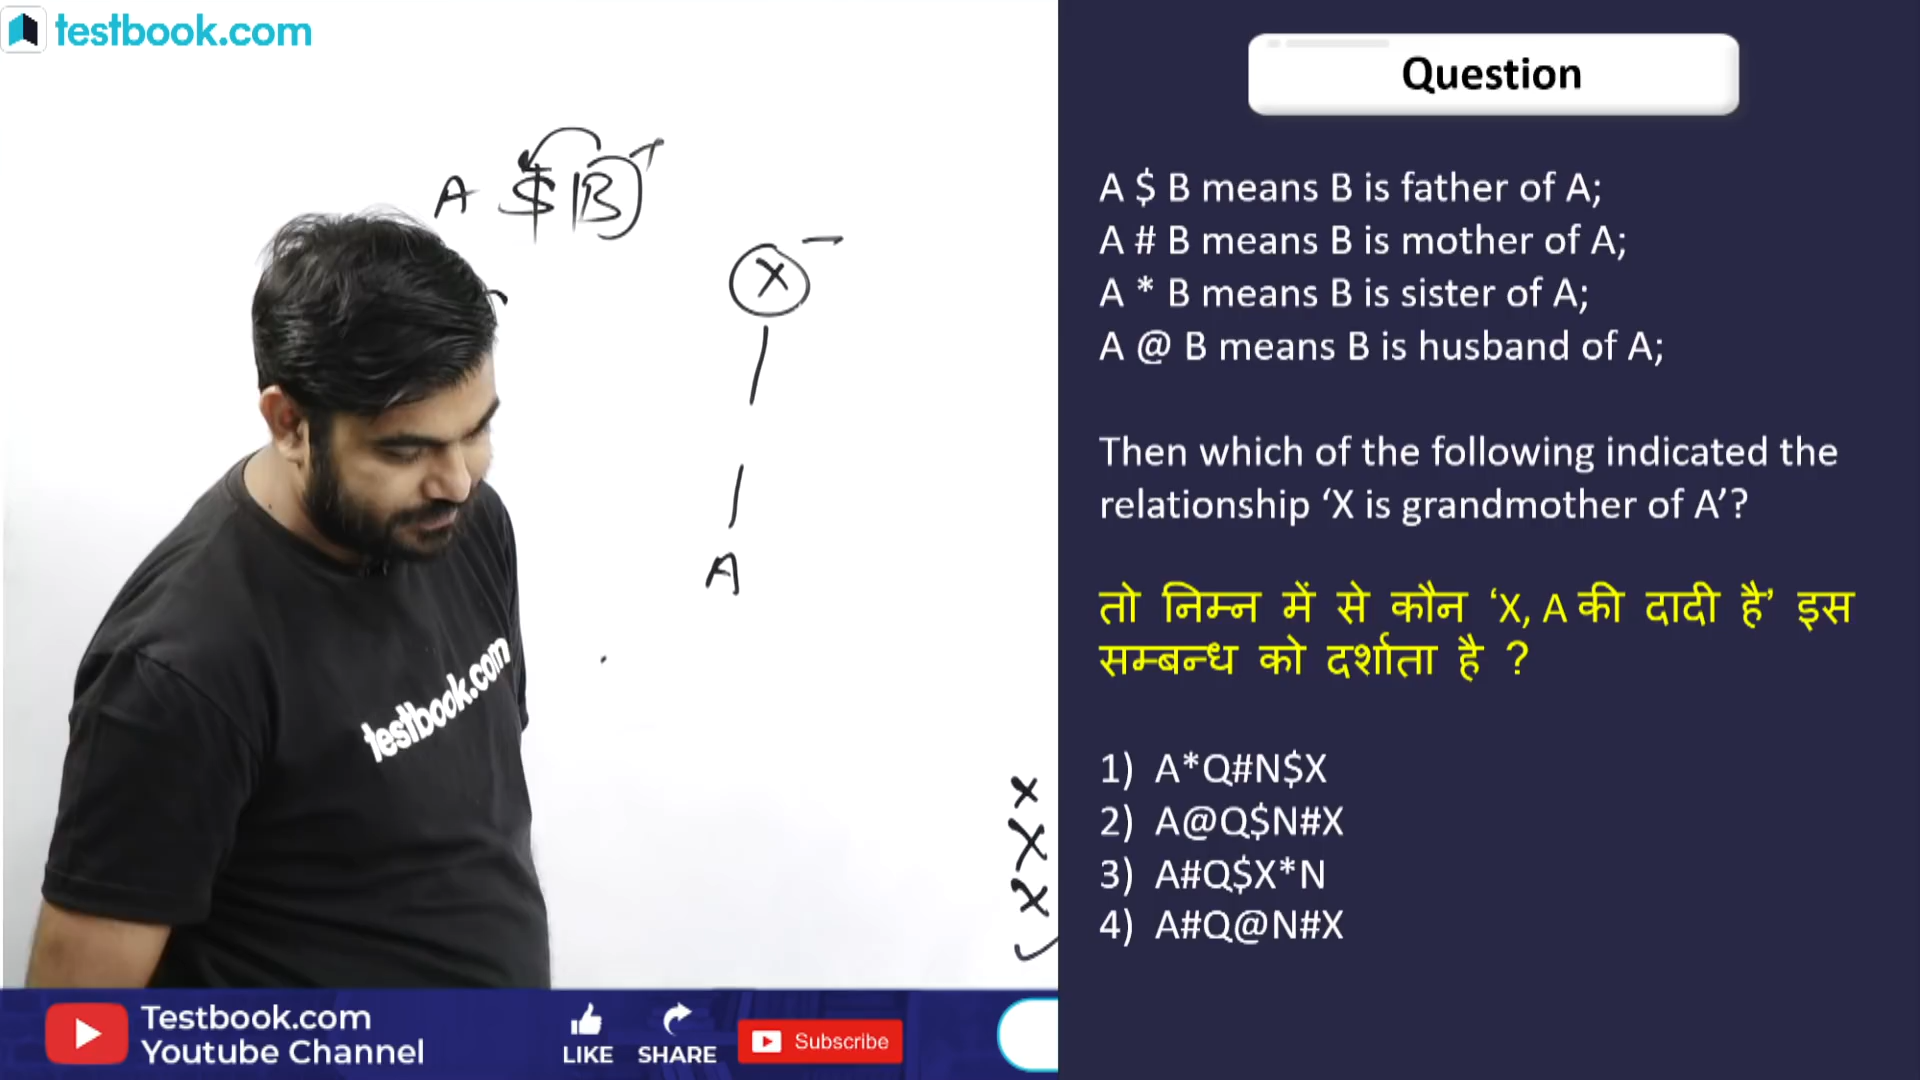 testbook.com
A $ B
X
A
testbook.com
x
x
x
Question
A $ B means B is father of A;
A # B means B is mother of A;
A * B means B is sister of A;
A @ B means B is husband of A;
Then which of the following indicated the
relationship ‘X is grandmother of A’?
तो निम्न में से कौन ‘X, A की दादी है’ इस
सम्बन्ध को दर्शाता है ?
1) A*Q#N$X
2) A@Q$N#X
3) A#Q$X*N
4) A#Q@N#X
Testbook.com
Youtube Channel
LIKE
SHARE
Subscribe